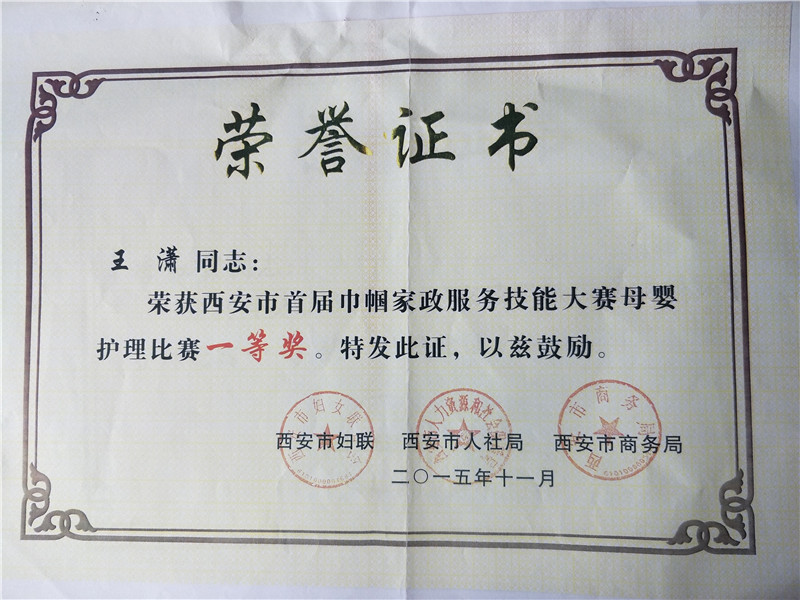 荣誉证书
王 潇 同志：
荣获西安市首届巾帼家政服务技能大赛母婴
护理比赛一等奖。特发此证，以兹鼓励。
西安市妇联 西安市人社局 西安市商务局
二〇一五年十一月